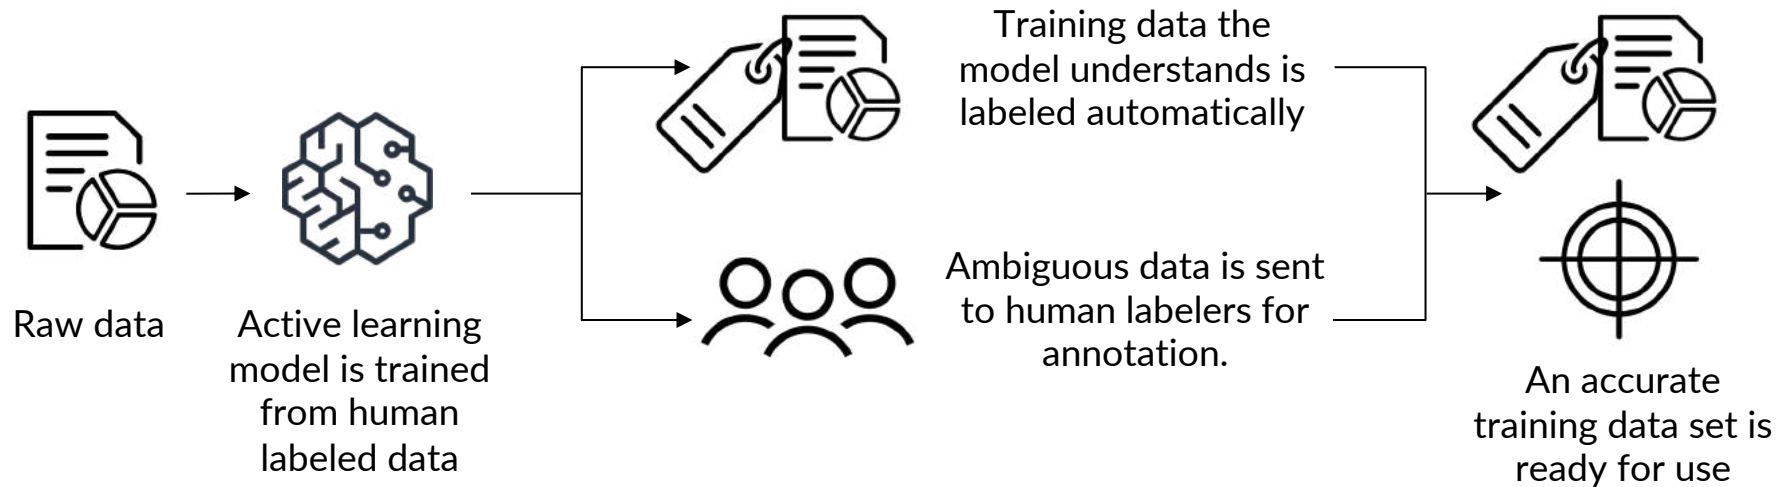 Raw data
Active learning
model is trained
from human
labeled data
Training data the
model understands is
labeled automatically
Ambiguous data is sent
to human labelers for
annotation.
An accurate
training data set is
ready for use